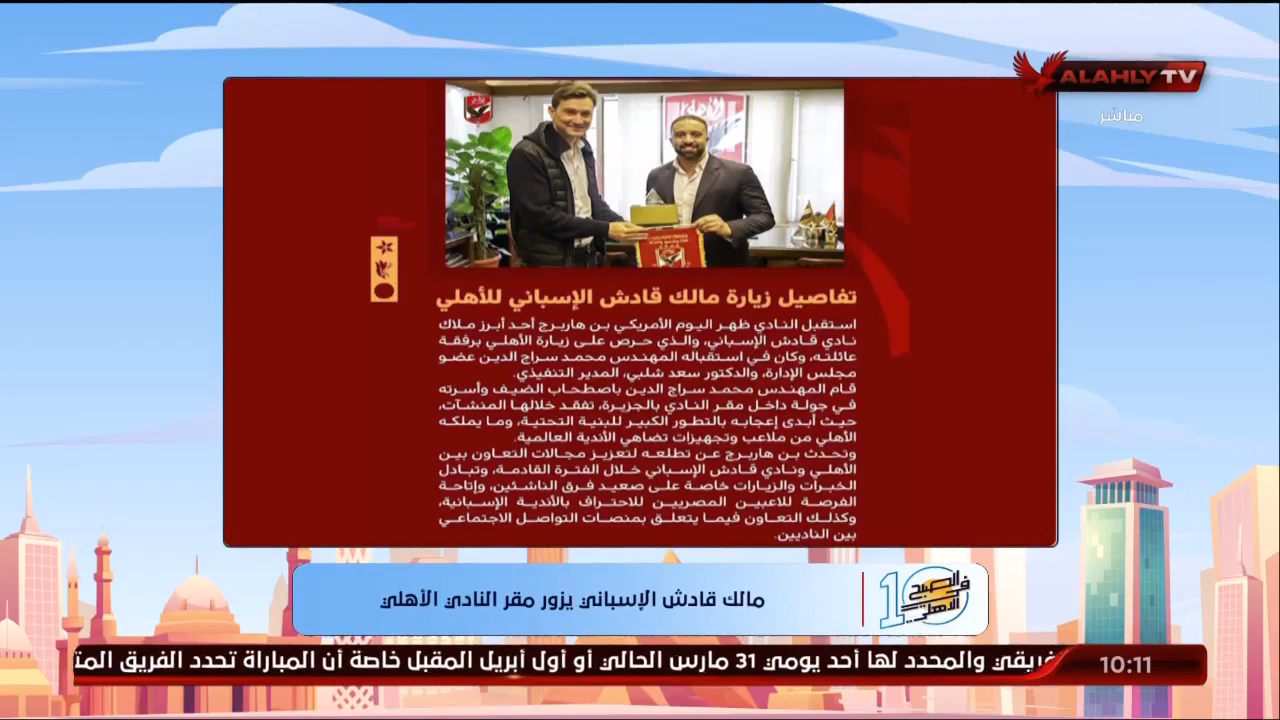 ALAHLY TV
مباشر
تفاصيل زيارة مالك قادش الإسباني للأهلي
استقبل النادي ظهر اليوم الأمريكي بن هاربرج أحد أبرز ملاك
نادي قادش الإسباني، والذي حرص على زيارة الأهلي برفقة
عائلته، وكان في استقباله المهندس محمد سراج الدين عضو
مجلس الإدارة، والدكتور سعد شلبي، المدير التنفيذي.
قام المهندس محمد سراج الدين باصطحاب الضيف وأسرته
في جولة داخل مقر النادي بالجزيرة، تفقد خلالها المنشآت،
حيث أبدى إعجابه بالتطور الكبير للبنية التحتية، وما يملكه
الأهلي من ملاعب وتجهيزات تضاهي الأندية العالمية.
وتحدث بن هاربرج عن تطلعه لتعزيز مجالات التعاون بين
الأهلي ونادي قادش الإسباني خلال الفترة القادمة، وتبادل
الخبرات والزيارات خاصة على صعيد فرق الناشئين، وإتاحة
الفرصة للاعبين المصريين للاحتراف بالأندية الإسبانية،
وكذلك التعاون فيما يتعلق بمنصات التواصل الاجتماعي
بين الناديين.
10 الصبح في الأهلي
مالك قادش الإسباني يزور مقر النادي الأهلي
فريقي والمحدد لها أحد يومي 31 مارس الحالي أو أول أبريل المقبل خاصة أن المباراة تحدد الفريق المت
10:11